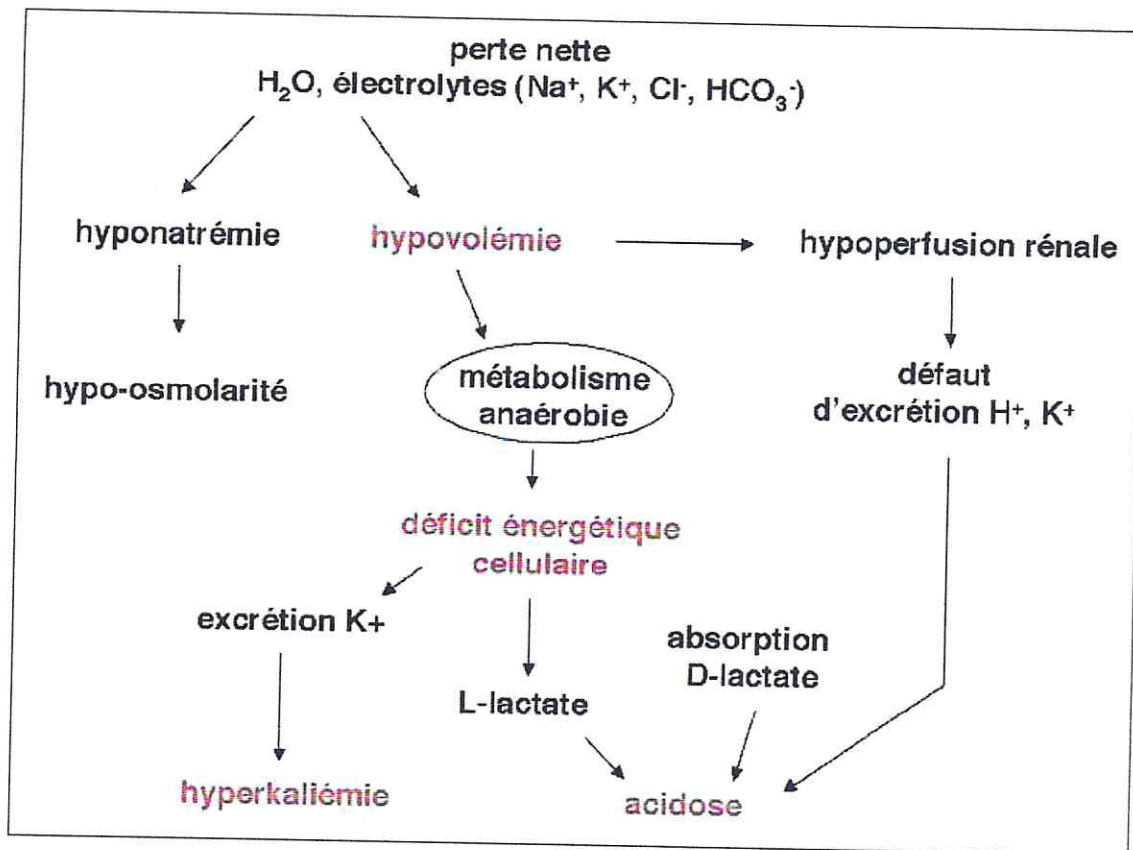 perte nette
H₂O, électrolytes (Na⁺, K⁺, Cl⁻, HCO₃⁻)
hyponatrémie
hypovolémie
hypoperfusion rénale
hypo-osmolarité
métabolisme
anaérobie
défaut
d'excrétion H⁺, K⁺
déficit énergétique
cellulaire
excrétion K+
absorption
D-lactate
L-lactate
hyperkaliémie
acidose